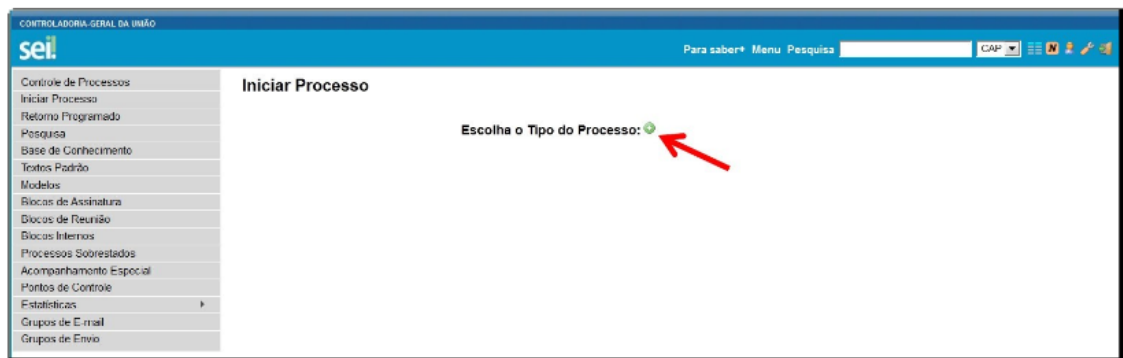 CONTROLADORIA-GERAL DA UNIÃO
sei!
Para saber+ Menu Pesquisa CAP N
Controle de Processos
Iniciar Processo
Retorno Programado
Pesquisa
Base de Conhecimento
Textos Padrão
Modelos
Blocos de Assinatura
Blocos de Reunião
Blocos Internos
Processos Sobrestados
Acompanhamento Especial
Pontos de Controle
Estatísticas
Grupos de E-mail
Grupos de Envio
Iniciar Processo
Escolha o Tipo do Processo: